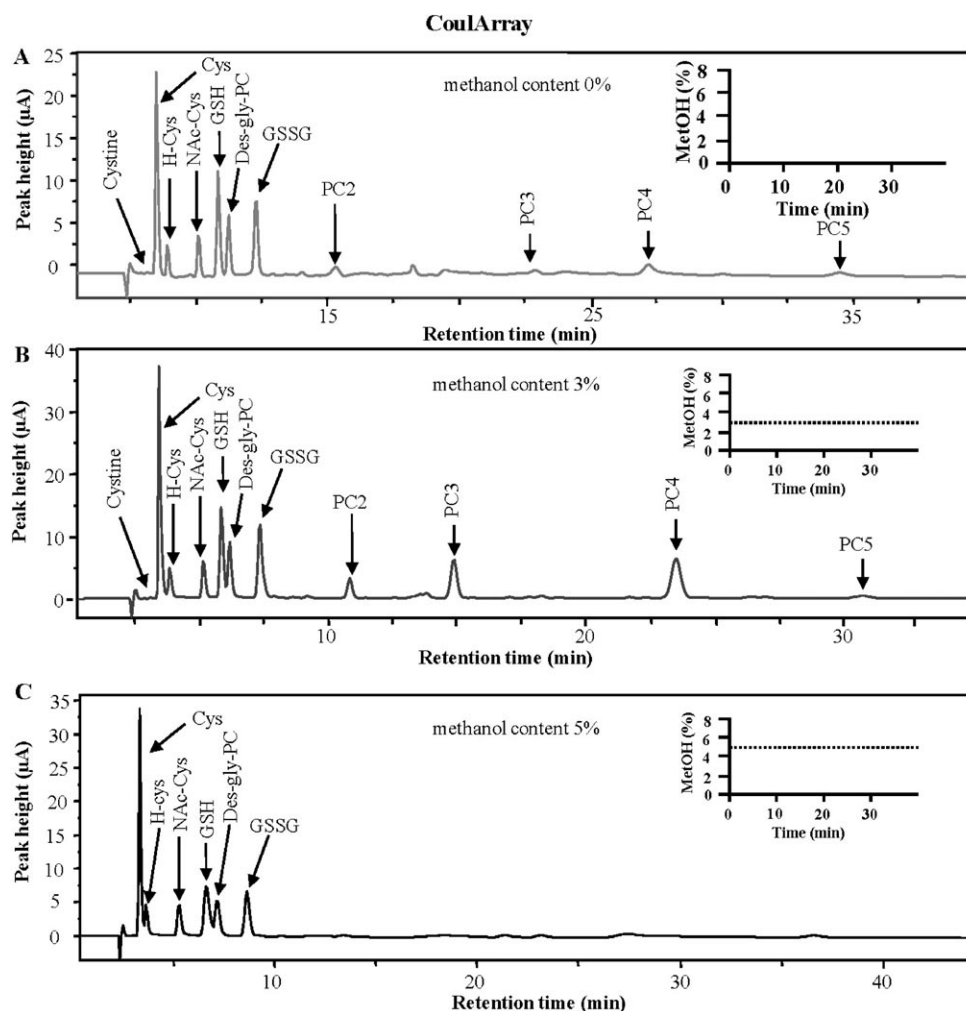 CoulArray
A
Peak height (µA)
25
20
15
10
5
0
Cystine
Cys
H-Cys
NAc-Cys
GSH
Des-gly-PC
GSSG
PC2
PC3
PC4
PC5
methanol content 0%
MetOH (%)
8
6
4
2
0
0 10 20 30
Time (min)
15 25 35
Retention time (min)
B
Peak height (µA)
40
30
20
10
0
Cystine
Cys
H-Cys
NAc-Cys
GSH
Des-gly-PC
GSSG
PC2
PC3
PC4
PC5
methanol content 3%
MetOH (%)
8
6
4
2
0
0 10 20 30
Time (min)
10 20 30
Retention time (min)
C
Peak height (µA)
35
30
25
20
15
10
5
0
Cys
H-cys
NAc-Cys
GSH
Des-gly-PC
GSSG
methanol content 5%
MetOH (%)
8
6
4
2
0
0 10 20 30
Time (min)
10 20 30 40
Retention time (min)